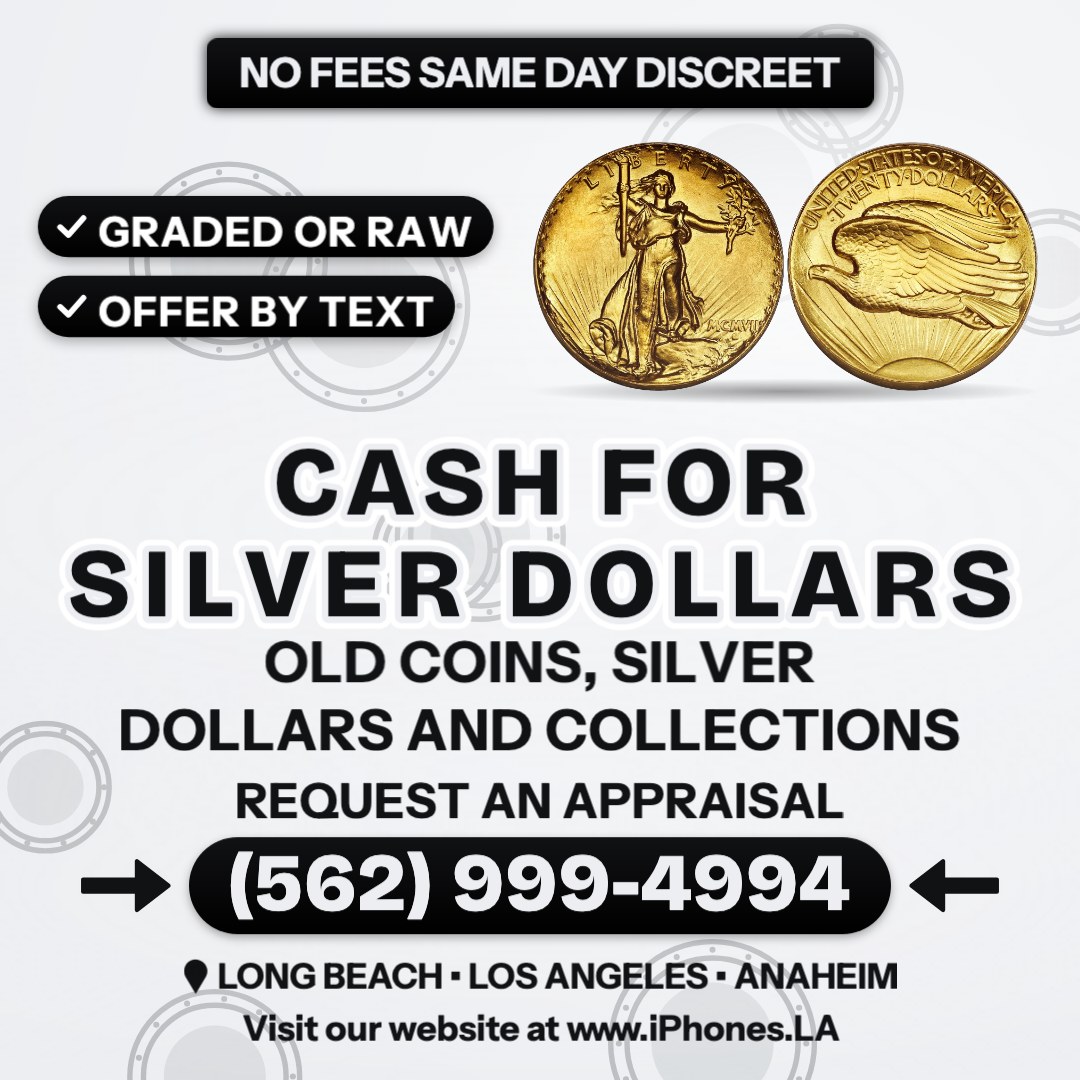 NO FEES SAME DAY DISCREET
✓ GRADED OR RAW
✓ OFFER BY TEXT
LIBERTY
MCMVII
UNITED·STATES·OF·AMERICA
·TWENTY·DOLLARS·
CASH FOR
SILVER DOLLARS
OLD COINS, SILVER
DOLLARS AND COLLECTIONS
REQUEST AN APPRAISAL
(562) 999-4994
LONG BEACH ▪ LOS ANGELES ▪ ANAHEIM
Visit our website at www.iPhones.LA